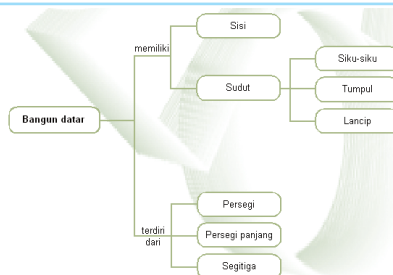 Sisi
memiliki
Siku-siku
Sudut
Tumpul
Lancip
Bangun datar
Persegi
terdiri
dari
Persegi panjang
Segitiga